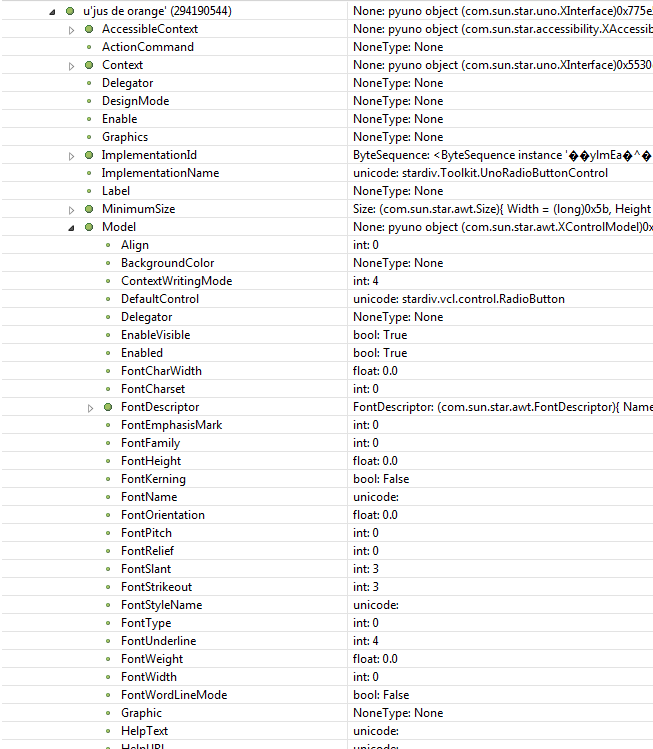 u'jus de orange' (294190544) None: pyuno object (com.sun.star.uno.XInterface)0x775e
AccessibleContext None: pyuno object (com.sun.star.accessibility.XAccessib
ActionCommand NoneType: None
Context None: pyuno object (com.sun.star.uno.XInterface)0x5530
Delegator NoneType: None
DesignMode NoneType: None
Enable NoneType: None
Graphics NoneType: None
ImplementationId ByteSequence: <ByteSequence instance '��ylmEa�^�
ImplementationName unicode: stardiv.Toolkit.UnoRadioButtonControl
Label NoneType: None
MinimumSize Size: (com.sun.star.awt.Size){ Width = (long)0x5b, Height
Model None: pyuno object (com.sun.star.awt.XControlModel)0x
Align int: 0
BackgroundColor NoneType: None
ContextWritingMode int: 4
DefaultControl unicode: stardiv.vcl.control.RadioButton
Delegator NoneType: None
EnableVisible bool: True
Enabled bool: True
FontCharWidth float: 0.0
FontCharset int: 0
FontDescriptor FontDescriptor: (com.sun.star.awt.FontDescriptor){ Name
FontEmphasisMark int: 0
FontFamily int: 0
FontHeight float: 0.0
FontKerning bool: False
FontName unicode:
FontOrientation float: 0.0
FontPitch int: 0
FontRelief int: 0
FontSlant int: 3
FontStrikeout int: 3
FontStyleName unicode:
FontType int: 0
FontUnderline int: 4
FontWeight float: 0.0
FontWidth int: 0
FontWordLineMode bool: False
Graphic NoneType: None
HelpText unicode:
HelpURL unicode: